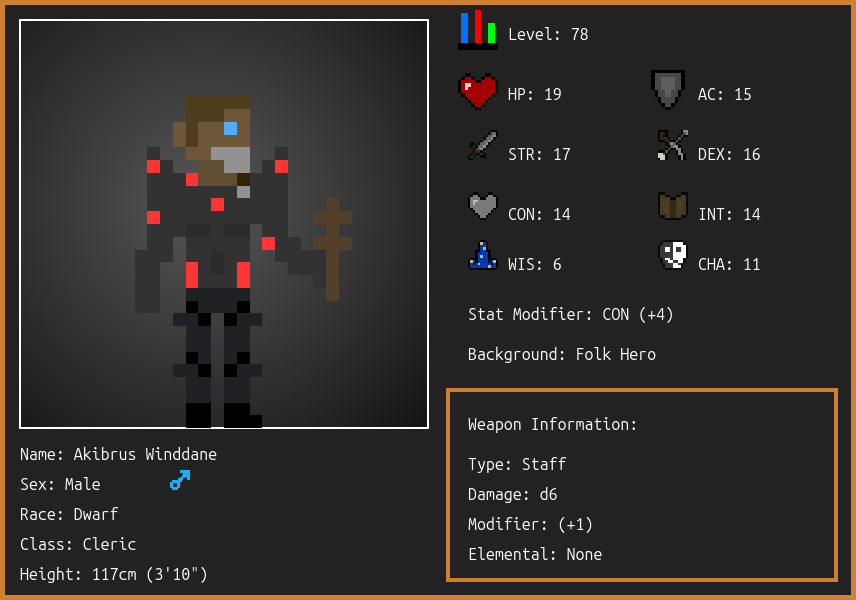 Level: 78
HP: 19
AC: 15
STR: 17
DEX: 16
CON: 14
INT: 14
WIS: 6
CHA: 11
Stat Modifier: CON (+4)
Background: Folk Hero
Weapon Information:
Type: Staff
Damage: d6
Modifier: (+1)
Elemental: None
Name: Akibrus Winddane
Sex: Male
Race: Dwarf
Class: Cleric
Height: 117cm (3'10")